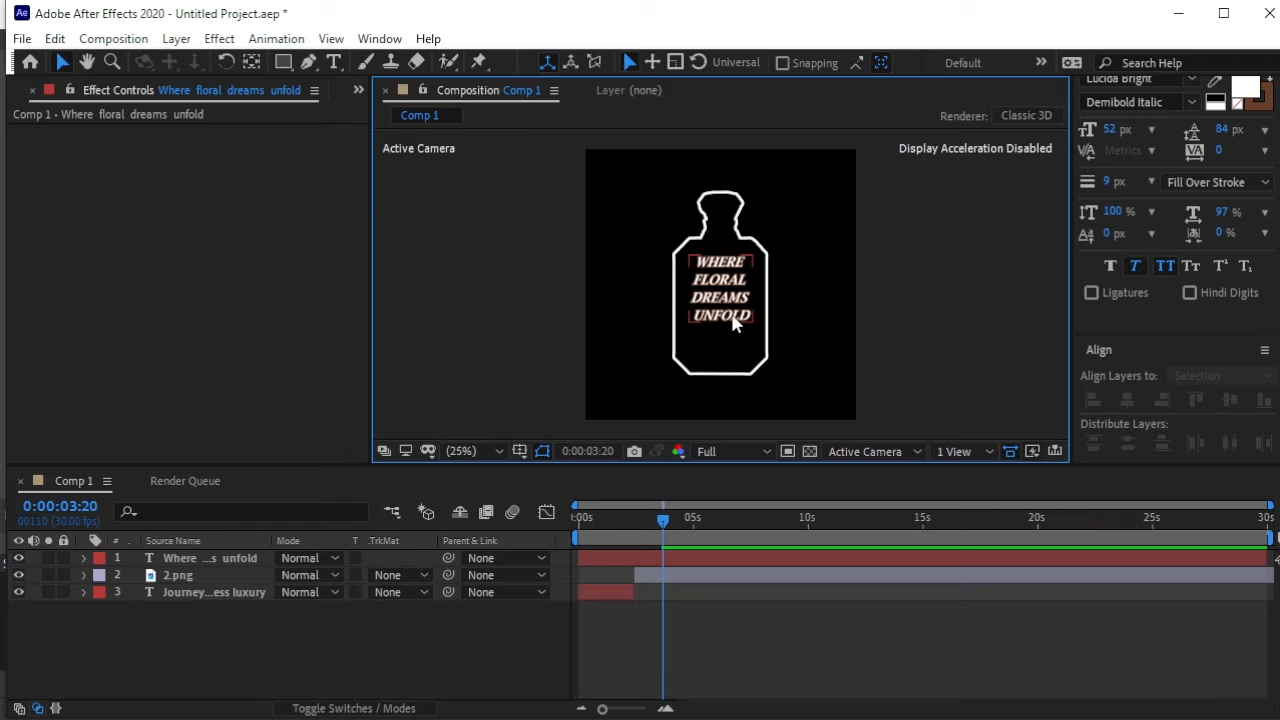 Ae Adobe After Effects 2020 - Untitled Project.aep *
File Edit Composition Layer Effect Animation View Window Help
Universal Snapping Default Search Help
Effect Controls Where floral dreams unfold
Composition Comp 1
Layer (none)
Lucida Bright
Demibold Italic
Comp 1 • Where floral dreams unfold
Comp 1
Renderer: Classic 3D
Active Camera
Display Acceleration Disabled
52 px 84 px
Metrics 0
9 px Fill Over Stroke
100 % 97 %
0 px 0 %
T T TT Tт T¹ T₁
Ligatures Hindi Digits
WHERE
FLORAL
DREAMS
UNFOLD
Align
Align Layers to: Selection
Distribute Layers:
(25%) 0:00:03:20 Full Active Camera 1 View
Comp 1 Render Queue
0:00:03:20
00110 (30.00 fps)
:00s 05s 10s 15s 20s 25s 30s
# Source Name Mode T .TrkMat Parent & Link
1 T Where ...s unfold Normal None
2 2.png Normal None None
3 T Journey...ess luxury Normal None None
Toggle Switches / Modes